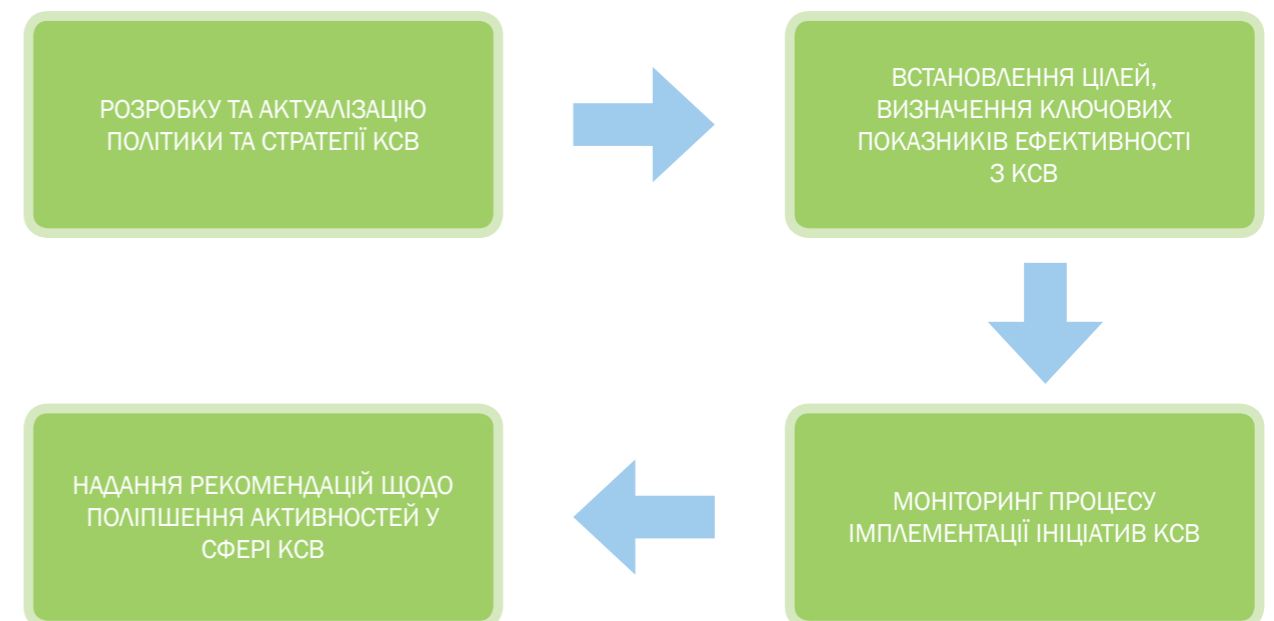 РОЗРОБКУ ТА АКТУАЛІЗАЦІЮ
ПОЛІТИКИ ТА СТРАТЕГІЇ КСВ
ВСТАНОВЛЕННЯ ЦІЛЕЙ,
ВИЗНАЧЕННЯ КЛЮЧОВИХ
ПОКАЗНИКІВ ЕФЕКТИВНОСТІ
З КСВ
МОНІТОРИНГ ПРОЦЕСУ
ІМПЛЕМЕНТАЦІЇ ІНІЦІАТИВ КСВ
НАДАННЯ РЕКОМЕНДАЦІЙ ЩОДО
ПОЛІПШЕННЯ АКТИВНОСТЕЙ У
СФЕРІ КСВ